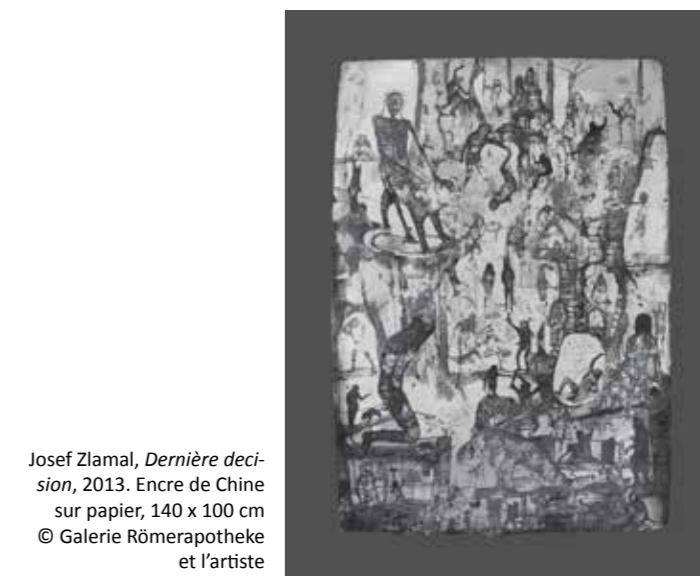 Josef Zlamal, Dernière deci-
sion, 2013. Encre de Chine
sur papier, 140 x 100 cm
© Galerie Römerapotheke
et l'artiste